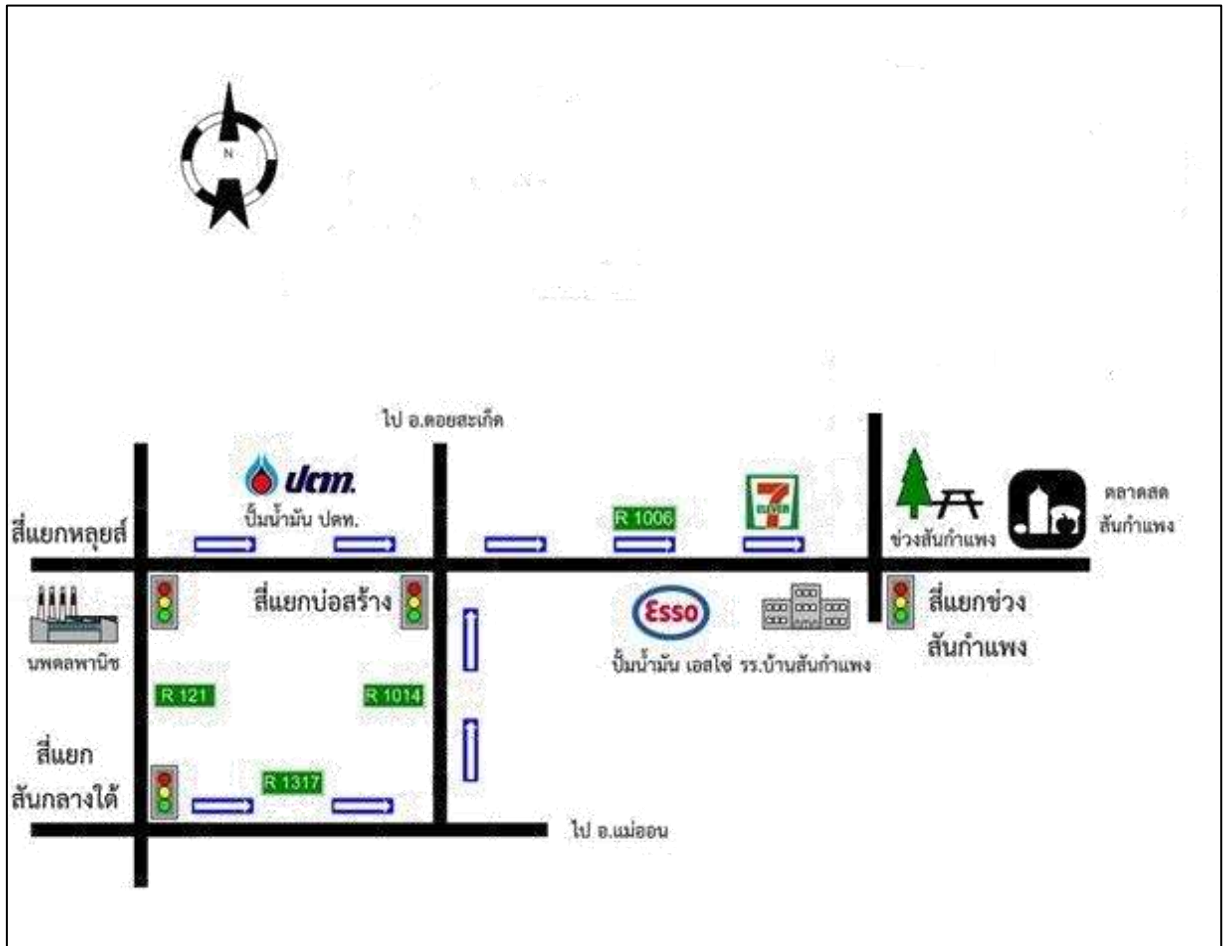 N
ไป อ.ดอยสะเก็ด
ปตท.
ปั๊มน้ำมัน ปตท.
สี่แยกหลุยส์
R 1006
7
ELEVEN
ช่วงสันกำแพง
ตลาดสด
สันกำแพง
นพดลพานิช
สี่แยกบ่อสร้าง
Esso
ปั๊มน้ำมัน เอสโซ่
รร.บ้านสันกำแพง
สี่แยกช่วง
สันกำแพง
R 121
R 1014
สี่แยก
สันกลางใต้
R 1317
ไป อ.แม่ออน